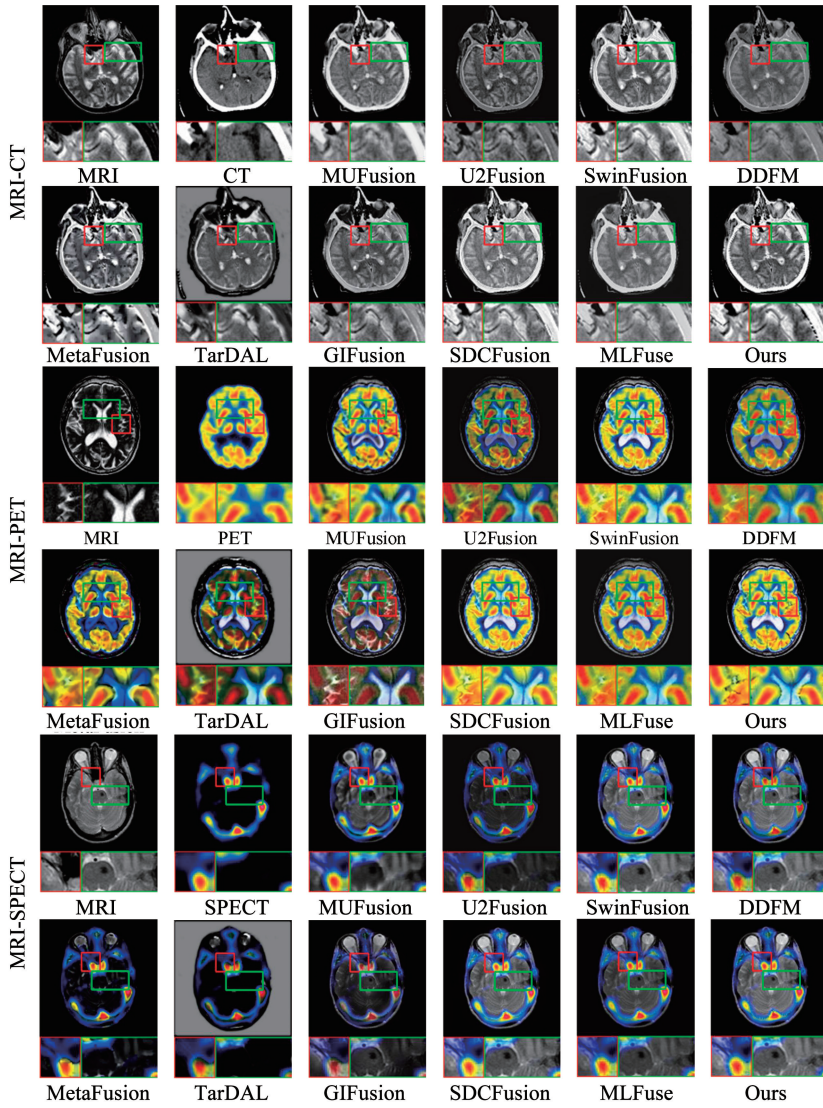 MRI-CT
MRI CT MUFusion U2Fusion SwinFusion DDFM
MetaFusion TarDAL GIFusion SDCFusion MLFuse Ours
MRI-PET
MRI PET MUFusion U2Fusion SwinFusion DDFM
MetaFusion TarDAL GIFusion SDCFusion MLFuse Ours
MRI-SPECT
MRI SPECT MUFusion U2Fusion SwinFusion DDFM
MetaFusion TarDAL GIFusion SDCFusion MLFuse Ours